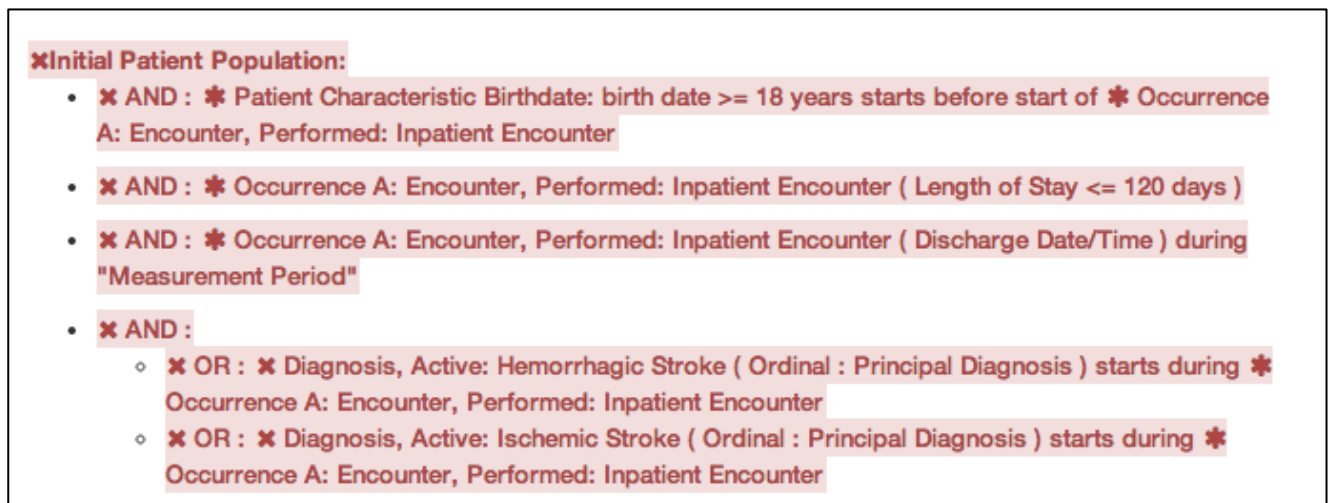 ✖Initial Patient Population:
• ✖ AND : ✱ Patient Characteristic Birthdate: birth date >= 18 years starts before start of ✱ Occurrence
A: Encounter, Performed: Inpatient Encounter
• ✖ AND : ✱ Occurrence A: Encounter, Performed: Inpatient Encounter ( Length of Stay <= 120 days )
• ✖ AND : ✱ Occurrence A: Encounter, Performed: Inpatient Encounter ( Discharge Date/Time ) during
"Measurement Period"
• ✖ AND :
◦ ✖ OR : ✖ Diagnosis, Active: Hemorrhagic Stroke ( Ordinal : Principal Diagnosis ) starts during ✱
Occurrence A: Encounter, Performed: Inpatient Encounter
◦ ✖ OR : ✖ Diagnosis, Active: Ischemic Stroke ( Ordinal : Principal Diagnosis ) starts during ✱
Occurrence A: Encounter, Performed: Inpatient Encounter